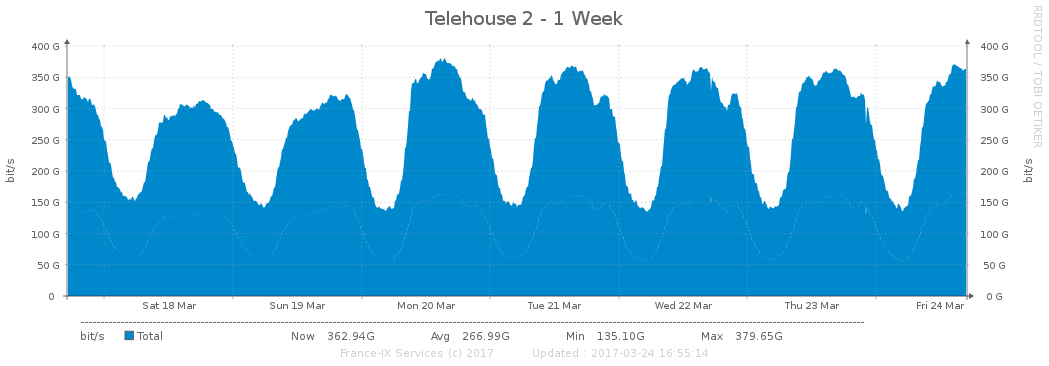 Telehouse 2 - 1 Week
RRDTOOL / TOBI OETIKER
bit/s
400 G
350 G
300 G
250 G
200 G
150 G
100 G
50 G
0
400 G
350 G
300 G
250 G
200 G
150 G
100 G
50 G
0 G
bit/s
Sat 18 Mar Sun 19 Mar Mon 20 Mar Tue 21 Mar Wed 22 Mar Thu 23 Mar Fri 24 Mar
bit/s Total Now 362.94G Avg 266.99G Min 135.10G Max 379.65G
France-IX Services (c) 2017 Updated : 2017-03-24 16:55:14